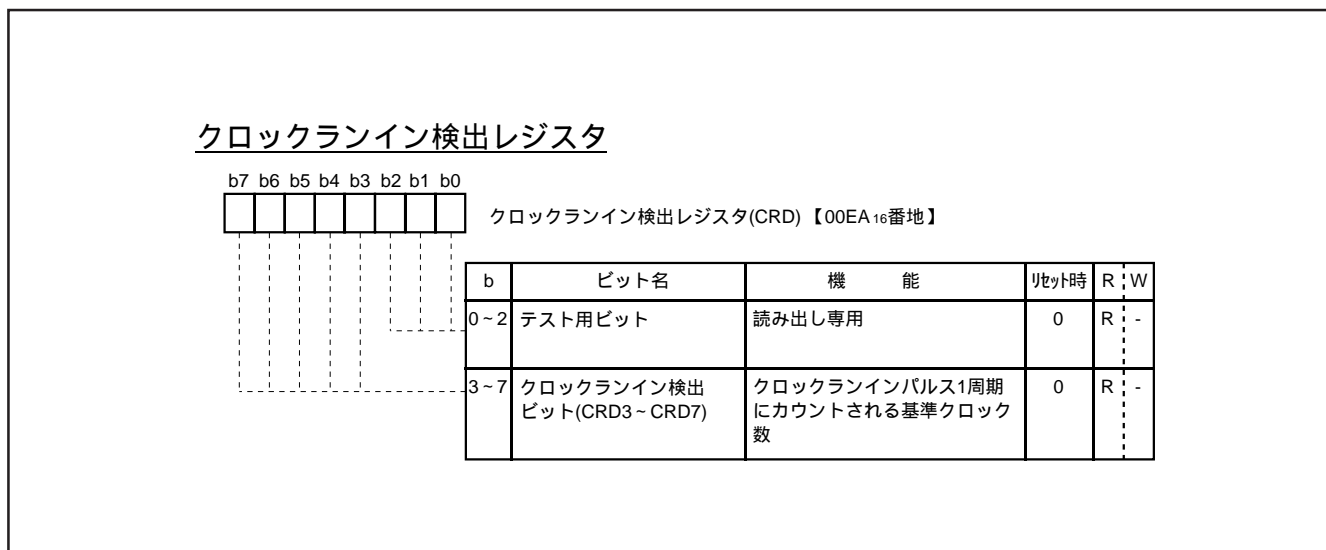 クロックランイン検出レジスタ
b7 b6 b5 b4 b3 b2 b1 b0
クロックランイン検出レジスタ(CRD)【00EA16番地】
b ビット名 機 能 リセット時 R W
0~2 テスト用ビット 読み出し専用 0 R -
3~7 クロックランイン検出 クロックランインパルス1周期 0 R -
ビット(CRD3~CRD7) にカウントされる基準クロック
数